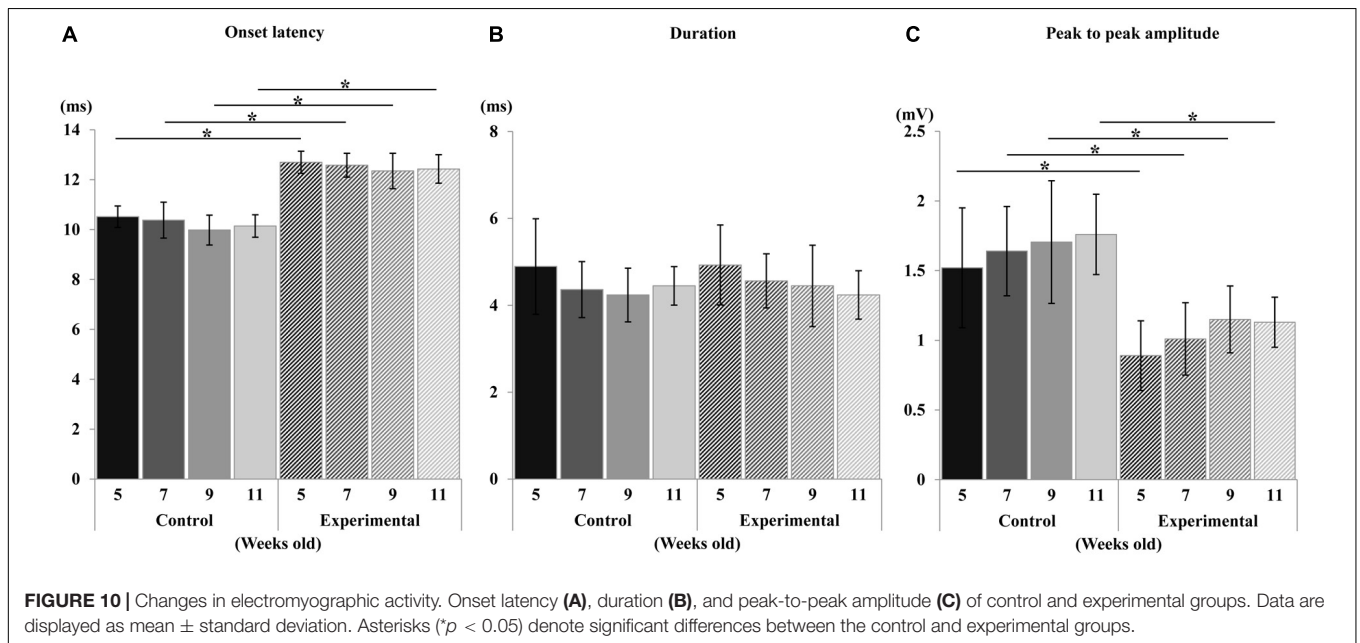 A Onset latency
(ms)
* * * *
14
12
10
8
6
4
2
0
5 7 9 11 5 7 9 11
Control Experimental
(Weeks old)
B Duration
(ms)
8
6
4
2
0
5 7 9 11 5 7 9 11
Control Experimental
(Weeks old)
C Peak to peak amplitude
(mV)
* * * *
2.5
2
1.5
1
0.5
0
5 7 9 11 5 7 9 11
Control Experimental
(Weeks old)
FIGURE 10 | Changes in electromyographic activity. Onset latency (A), duration (B), and peak-to-peak amplitude (C) of control and experimental groups. Data are
displayed as mean ± standard deviation. Asterisks (*p < 0.05) denote significant differences between the control and experimental groups.